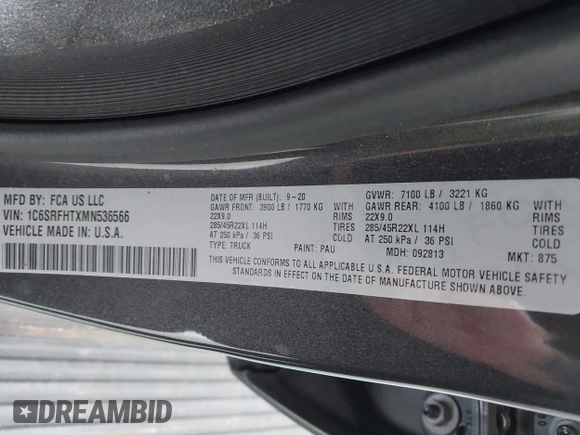 MFD BY: FCA US LLC
VIN: 1C6SRFHTXMN536566
VEHICLE MADE IN: U.S.A.
DATE OF MFR (BUILT): 9-20
GAWR FRONT: 3900 LB / 1770 KG WITH
22X9.0 RIMS
285/45R22XL 114H TIRES
AT 250 kPa / 36 PSI
TYPE: TRUCK PAINT: PAU
GVWR: 7100 LB / 3221 KG
GAWR REAR: 4100 LB / 1860 KG WITH
22X9.0 RIMS
285/45R22XL 114H TIRES
AT 250 kPa / 36 PSI
MDH: 092813 MKT: 875
THIS VEHICLE CONFORMS TO ALL APPLICABLE U.S.A. FEDERAL MOTOR VEHICLE SAFETY
STANDARDS IN EFFECT ON THE DATE OF MANUFACTURE SHOWN ABOVE.
DREAMBID